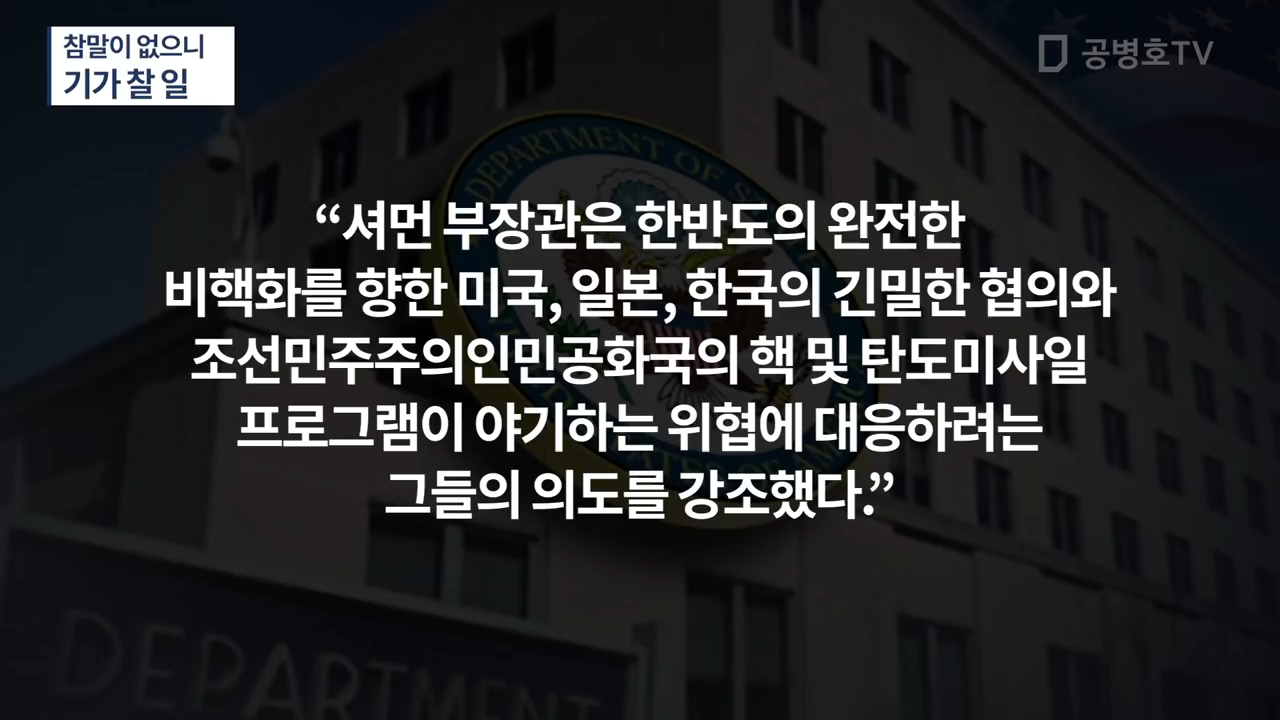 참말이 없으니
기가 찰 일
공병호TV
DEPARTMENT OF S
“셔먼 부장관은 한반도의 완전한
비핵화를 향한 미국, 일본, 한국의 긴밀한 협의와
조선민주주의인민공화국의 핵 및 탄도미사일
프로그램이 야기하는 위협에 대응하려는
그들의 의도를 강조했다.”
DEPARTMENT